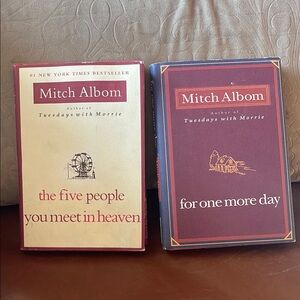 #1 NEW YORK TIMES BESTSELLER
Mitch Albom
Author of
Tuesdays with Morrie
the five people
you meet in heaven
Mitch Albom
Author of
Tuesdays with Morrie
for one more day